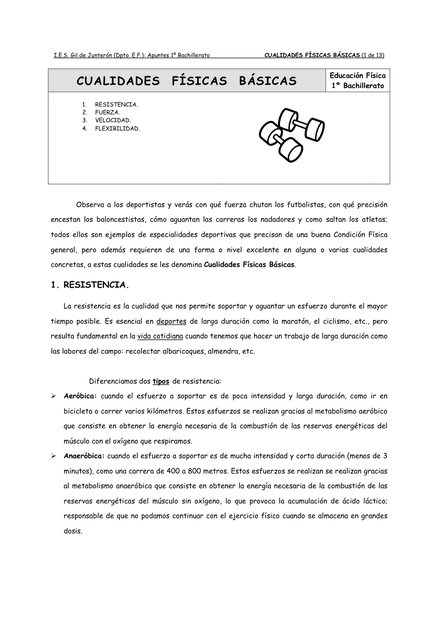 I.E.S. Gil de Junterón (Dpto. E.F.): Apuntes 1º Bachillerato CUALIDADES FÍSICAS BÁSICAS (1 de 13)
CUALIDADES FÍSICAS BÁSICAS
Educación Física
1º Bachillerato
1. RESISTENCIA.
2. FUERZA.
3. VELOCIDAD.
4. FLEXIBILIDAD.
Observa a los deportistas y verás con qué fuerza chutan los futbolistas, con qué precisión
encestan los baloncestistas, cómo aguantan las carreras los nadadores y como saltan los atletas;
todos ellos son ejemplos de especialidades deportivas que precisan de una buena Condición Física
general, pero además requieren de una forma o nivel excelente en alguna o varias cualidades
concretas, a estas cualidades se les denomina Cualidades Físicas Básicas.
1. RESISTENCIA.
La resistencia es la cualidad que nos permite soportar y aguantar un esfuerzo durante el mayor
tiempo posible. Es esencial en deportes de larga duración como la maratón, el ciclismo, etc., pero
resulta fundamental en la vida cotidiana cuando tenemos que hacer un trabajo de larga duración como
las labores del campo: recolectar albaricoques, almendra, etc.
Diferenciamos dos tipos de resistencia:
➢ Aeróbica: cuando el esfuerzo a soportar es de poca intensidad y larga duración, como ir en
bicicleta o correr varios kilómetros. Estos esfuerzos se realizan gracias al metabolismo aeróbico
que consiste en obtener la energía necesaria de la combustión de las reservas energéticas del
músculo con el oxígeno que respiramos.
➢ Anaeróbica: cuando el esfuerzo a soportar es de mucha intensidad y corta duración (menos de 3
minutos), como una carrera de 400 a 800 metros. Estos esfuerzos se realizan se realizan gracias
al metabolismo anaeróbica que consiste en obtener la energía necesaria de la combustión de las
reservas energéticas del músculo sin oxígeno, lo que provoca la acumulación de ácido láctico;
responsable de que no podamos continuar con el ejercicio físico cuando se almacena en grandes
dosis.